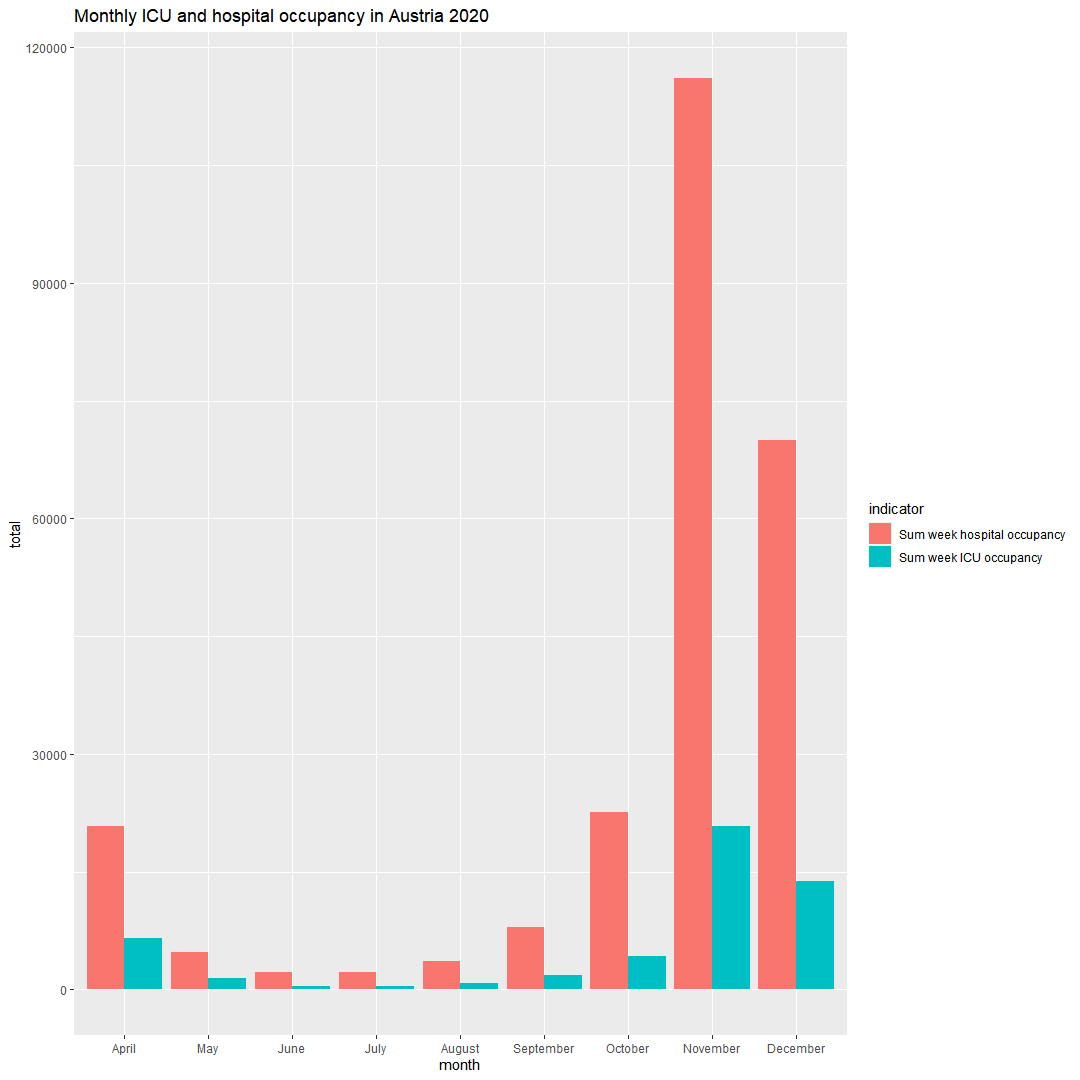 Monthly ICU and hospital occupancy in Austria 2020
120000
90000
60000
30000
0
total
April May June July August September October November December
month
indicator
Sum week hospital occupancy
Sum week ICU occupancy